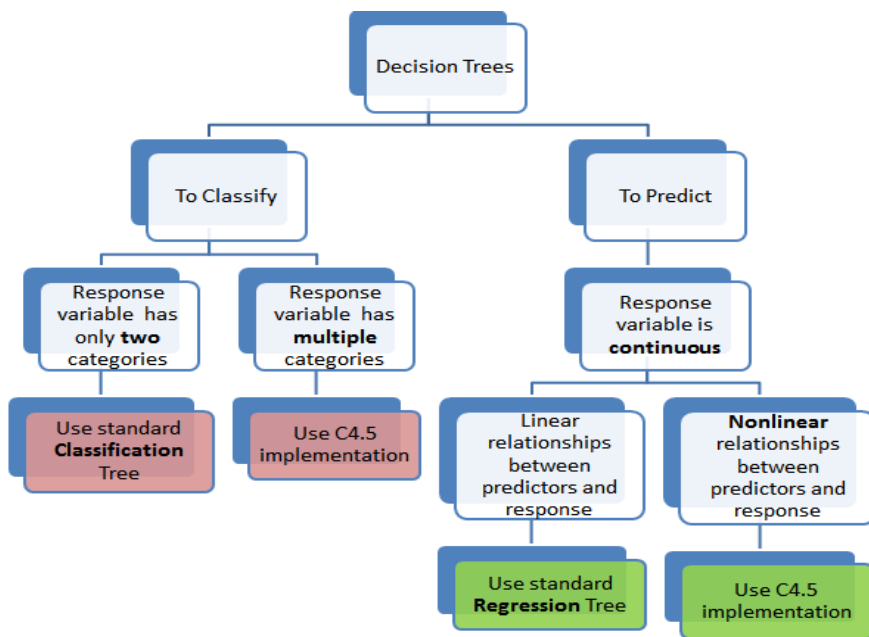 Decision Trees
To Classify
To Predict
Response
variable has
only two
categories
Response
variable has
multiple
categories
Response
variable is
continuous
Use standard
Classification
Tree
Use C4.5
implementation
Linear
relationships
between
predictors and
response
Nonlinear
relationships
between
predictors and
response
Use standard
Regression Tree
Use C4.5
implementation